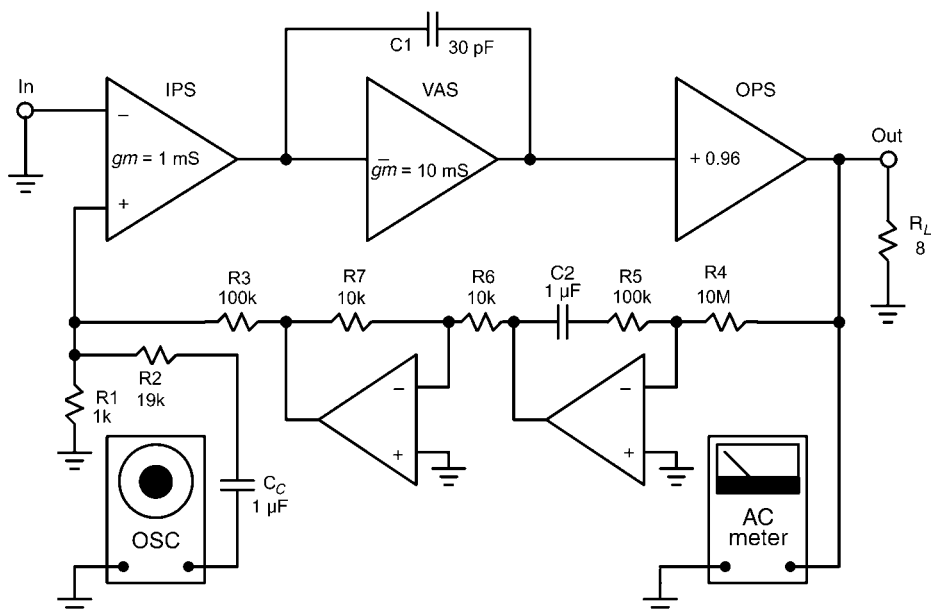 C1
30 pF
In
IPS
VAS
OPS
Out
−
gm = 1 mS
+
−
gm = 10 mS
+ 0.96
R_L
8
R3
100k
R7
10k
R6
10k
C2
1 µF
R5
100k
R4
10M
R2
19k
R1
1k
−
+
−
+
C_C
1 µF
OSC
AC
meter